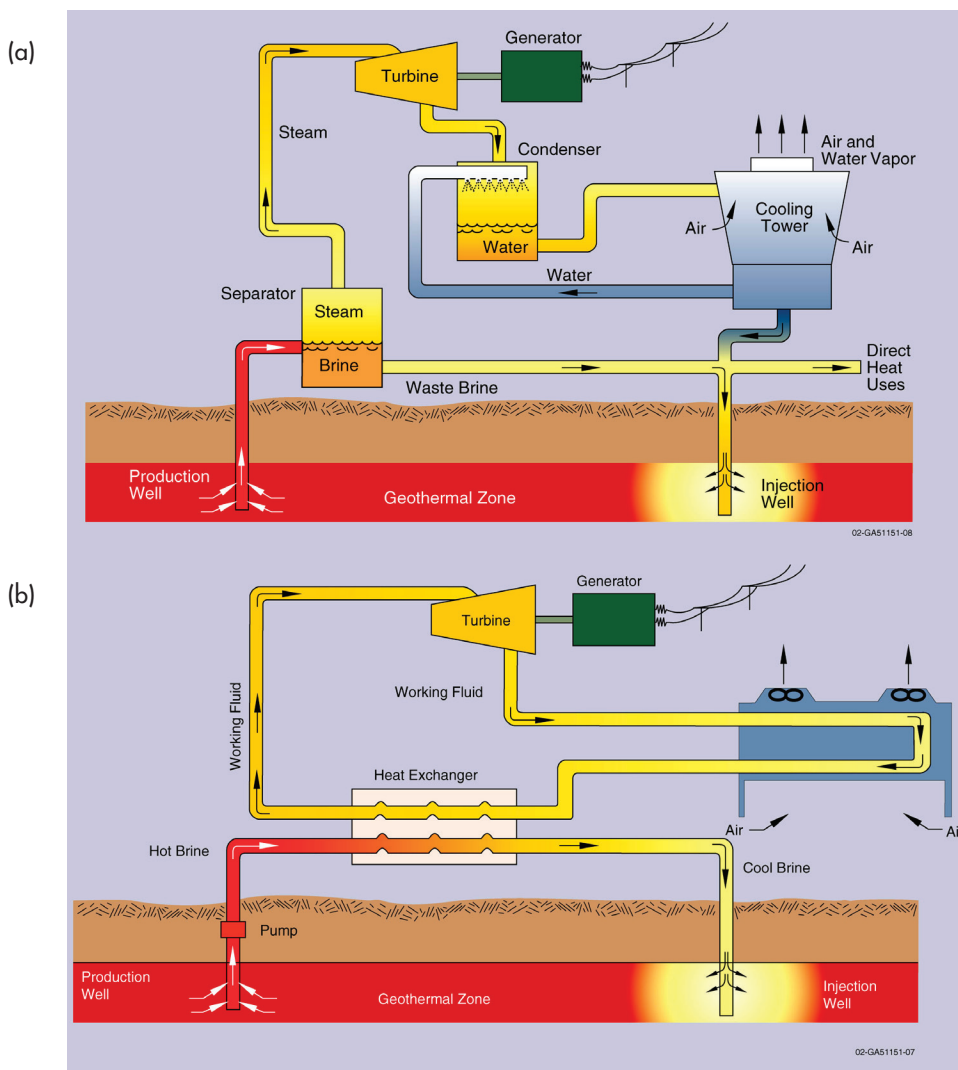 (a)
Generator
Turbine
Steam
Condenser
Air and
Water Vapor
Cooling
Tower
Air
Air
Water
Water
Separator
Steam
Brine
Direct
Heat
Uses
Waste Brine
Production
Well
Geothermal Zone
Injection
Well
02-GA51151-08
(b)
Generator
Turbine
Working Fluid
Working Fluid
Heat Exchanger
Air
Ai
Hot Brine
Cool Brine
Pump
Production
Well
Geothermal Zone
Injection
Well
02-GA51151-07